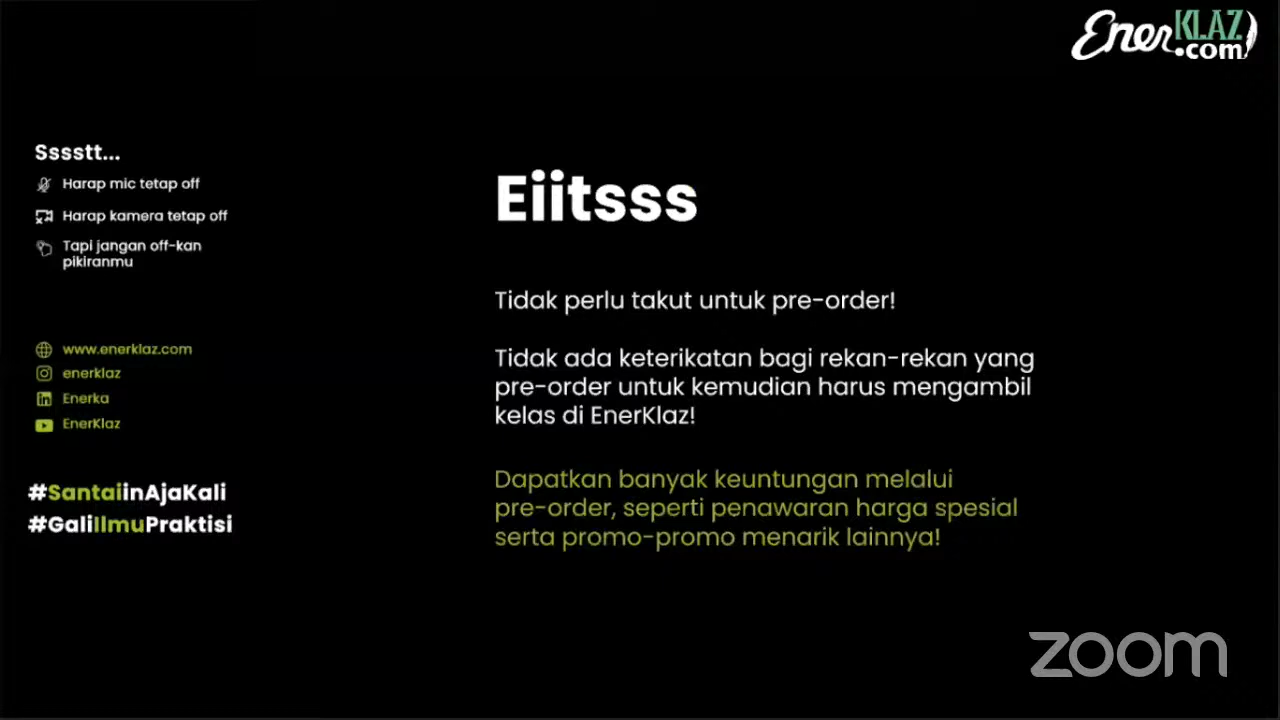 EnerKLAZ
.com
Sssstt...
Harap mic tetap off
Harap kamera tetap off
Tapi jangan off-kan
pikiranmu
www.enerklaz.com
enerklaz
Enerka
EnerKlaz
#SantaiinAjaKali
#GaliIlmuPraktisi
Eiitsss
Tidak perlu takut untuk pre-order!
Tidak ada keterikatan bagi rekan-rekan yang
pre-order untuk kemudian harus mengambil
kelas di EnerKlaz!
Dapatkan banyak keuntungan melalui
pre-order, seperti penawaran harga spesial
serta promo-promo menarik lainnya!
zoom